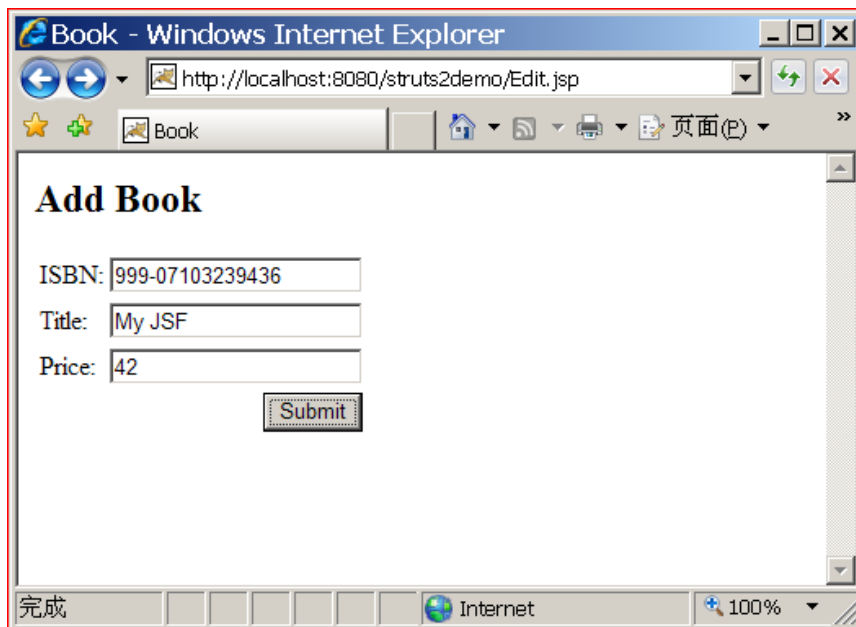 Book - Windows Internet Explorer
http://localhost:8080/struts2demo/Edit.jsp
Book 页面(P) »
Add Book
ISBN: 999-07103239436
Title: My JSF
Price: 42
Submit
完成 Internet 100%